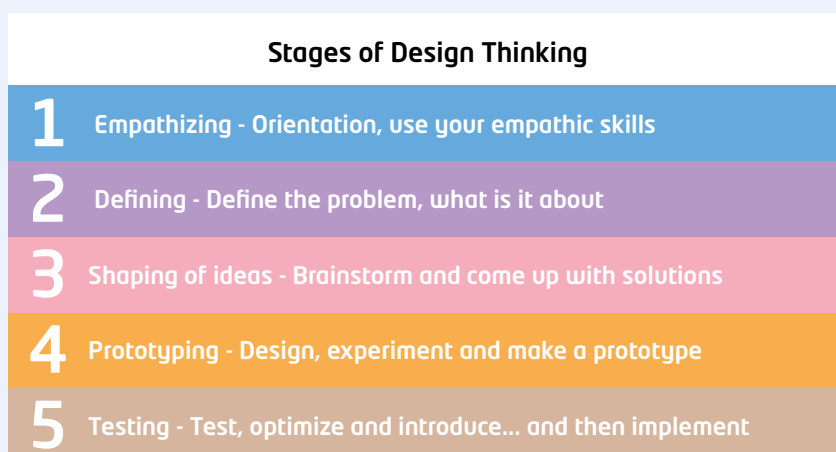 Stages of Design Thinking
1 Empathizing - Orientation, use your empathic skills
2 Defining - Define the problem, what is it about
3 Shaping of ideas - Brainstorm and come up with solutions
4 Prototyping - Design, experiment and make a prototype
5 Testing - Test, optimize and introduce... and then implement